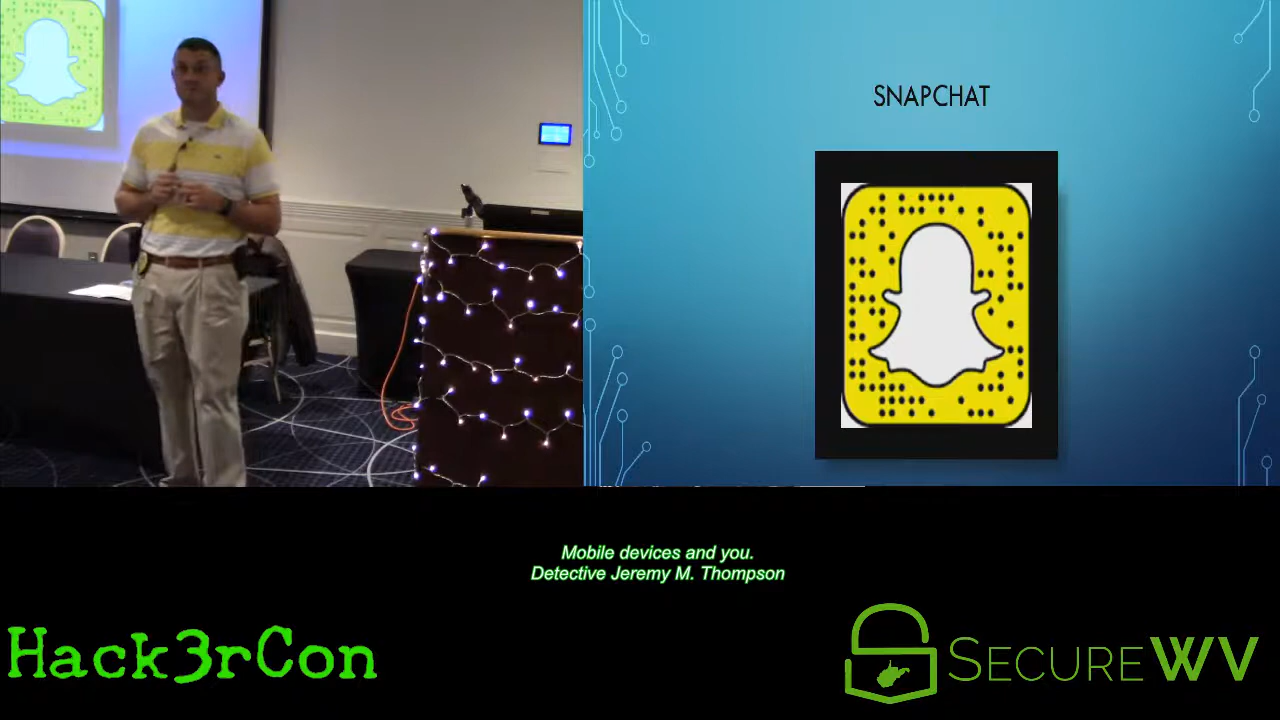 SNAPCHAT
Mobile devices and you.
Detective Jeremy M. Thompson
Hack3rCon
SECUREWV